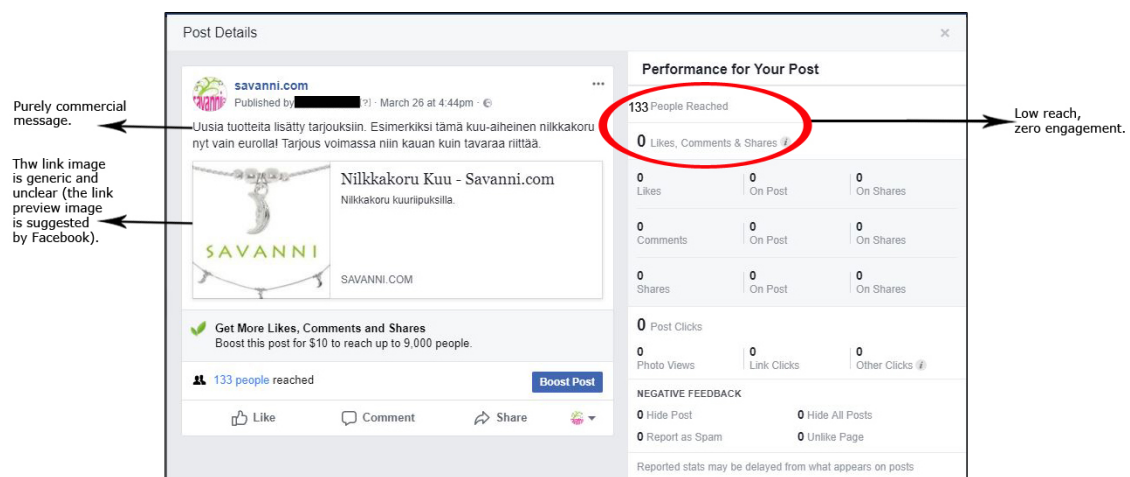 Post Details
×
savanni.com
Published by [?] · March 26 at 4:44pm ·
Uusia tuotteita lisätty tarjouksiin. Esimerkiksi tämä kuu-aiheinen nilkkakoru
nyt vain eurolla! Tarjous voimassa niin kauan kuin tavaraa riittää.
SAVANNI
Nilkkakoru Kuu - Savanni.com
Nilkkakoru kuuriipuksilla.
SAVANNI.COM
Get More Likes, Comments and Shares
Boost this post for $10 to reach up to 9,000 people.
133 people reached
Boost Post
Like Comment Share
Purely commercial
message.
Thw link image
is generic and
unclear (the link
preview image
is suggested
by Facebook).
Performance for Your Post
133 People Reached
0 Likes, Comments & Shares
0 0 0
Likes On Post On Shares
0 0 0
Comments On Post On Shares
0 0 0
Shares On Post On Shares
0 Post Clicks
0 0 0
Photo Views Link Clicks Other Clicks
NEGATIVE FEEDBACK
0 Hide Post 0 Hide All Posts
0 Report as Spam 0 Unlike Page
Reported stats may be delayed from what appears on posts
Low reach,
zero engagement.